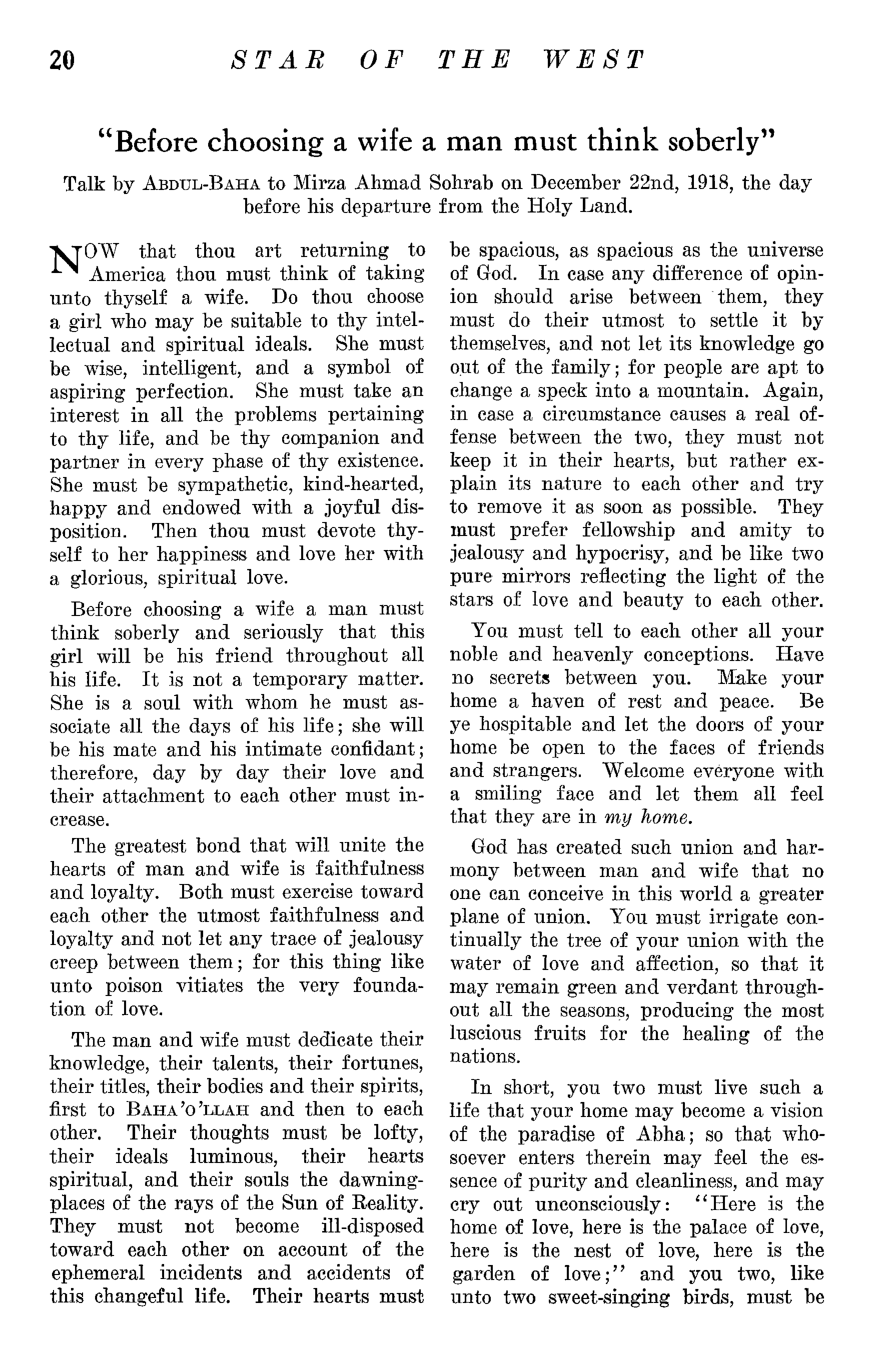 20 STAR OF THE WEST
“Before choosing a wife a man must think soberly”
Talk by ABDUL-BAHA to Mirza Ahmad Sohrab on December 22nd, 1918, the day
before his departure from the Holy Land.
NOW that thou art returning to
America thou must think of taking
unto thyself a wife. Do thou choose
a girl who may be suitable to thy intel-
lectual and spiritual ideals. She must
be wise, intelligent, and a symbol of
aspiring perfection. She must take an
interest in all the problems pertaining
to thy life, and be thy companion and
partner in every phase of thy existence.
She must be sympathetic, kind-hearted,
happy and endowed with a joyful dis-
position. Then thou must devote thy-
self to her happiness and love her with
a glorious, spiritual love.
Before choosing a wife a man must
think soberly and seriously that this
girl will be his friend throughout all
his life. It is not a temporary matter.
She is a soul with whom he must as-
sociate all the days of his life; she will
be his mate and his intimate confidant;
therefore, day by day their love and
their attachment to each other must in-
crease.
The greatest bond that will unite the
hearts of man and wife is faithfulness
and loyalty. Both must exercise toward
each other the utmost faithfulness and
loyalty and not let any trace of jealousy
creep between them; for this thing like
unto poison vitiates the very founda-
tion of love.
The man and wife must dedicate their
knowledge, their talents, their fortunes,
their titles, their bodies and their spirits,
first to BAHA’O’LLAH and then to each
other. Their thoughts must be lofty,
their ideals luminous, their hearts
spiritual, and their souls the dawning-
places of the rays of the Sun of Reality.
They must not become ill-disposed
toward each other on account of the
ephemeral incidents and accidents of
this changeful life. Their hearts must
be spacious, as spacious as the universe
of God. In case any difference of opin-
ion should arise between them, they
must do their utmost to settle it by
themselves, and not let its knowledge go
out of the family; for people are apt to
change a speck into a mountain. Again,
in case a circumstance causes a real of-
fense between the two, they must not
keep it in their hearts, but rather ex-
plain its nature to each other and try
to remove it as soon as possible. They
must prefer fellowship and amity to
jealousy and hypocrisy, and be like two
pure mirrors reflecting the light of the
stars of love and beauty to each other.
You must tell to each other all your
noble and heavenly conceptions. Have
no secrets between you. Make your
home a haven of rest and peace. Be
ye hospitable and let the doors of your
home be open to the faces of friends
and strangers. Welcome everyone with
a smiling face and let them all feel
that they are in my home.
God has created such union and har-
mony between man and wife that no
one can conceive in this world a greater
plane of union. You must irrigate con-
tinually the tree of your union with the
water of love and affection, so that it
may remain green and verdant through-
out all the seasons, producing the most
luscious fruits for the healing of the
nations.
In short, you two must live such a
life that your home may become a vision
of the paradise of Abha; so that who-
soever enters therein may feel the es-
sence of purity and cleanliness, and may
cry out unconsciously: “Here is the
home of love, here is the palace of love,
here is the nest of love, here is the
garden of love;” and you two, like
unto two sweet-singing birds, must be